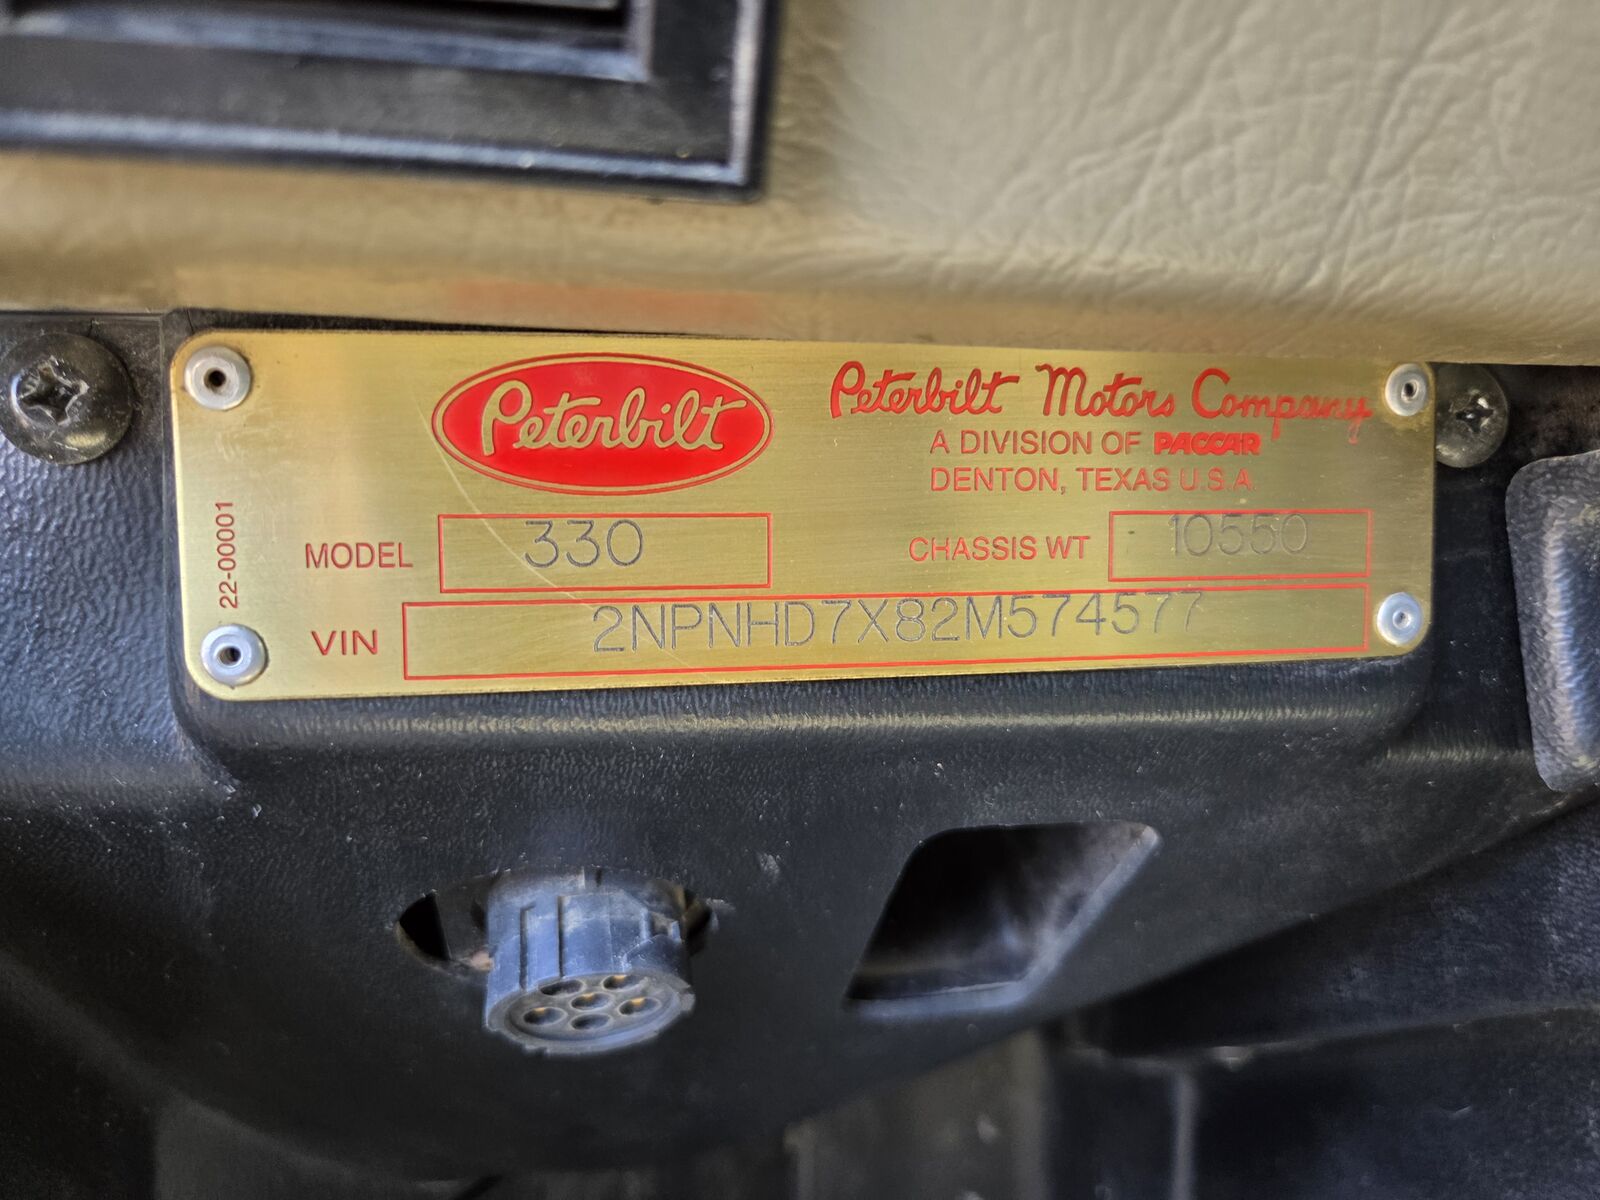 Peterbilt
Peterbilt Motors Company
A DIVISION OF PACCAR
DENTON, TEXAS U.S.A.
22-00001
MODEL 330
CHASSIS WT 10550
VIN 2NPNHD7X82M574577